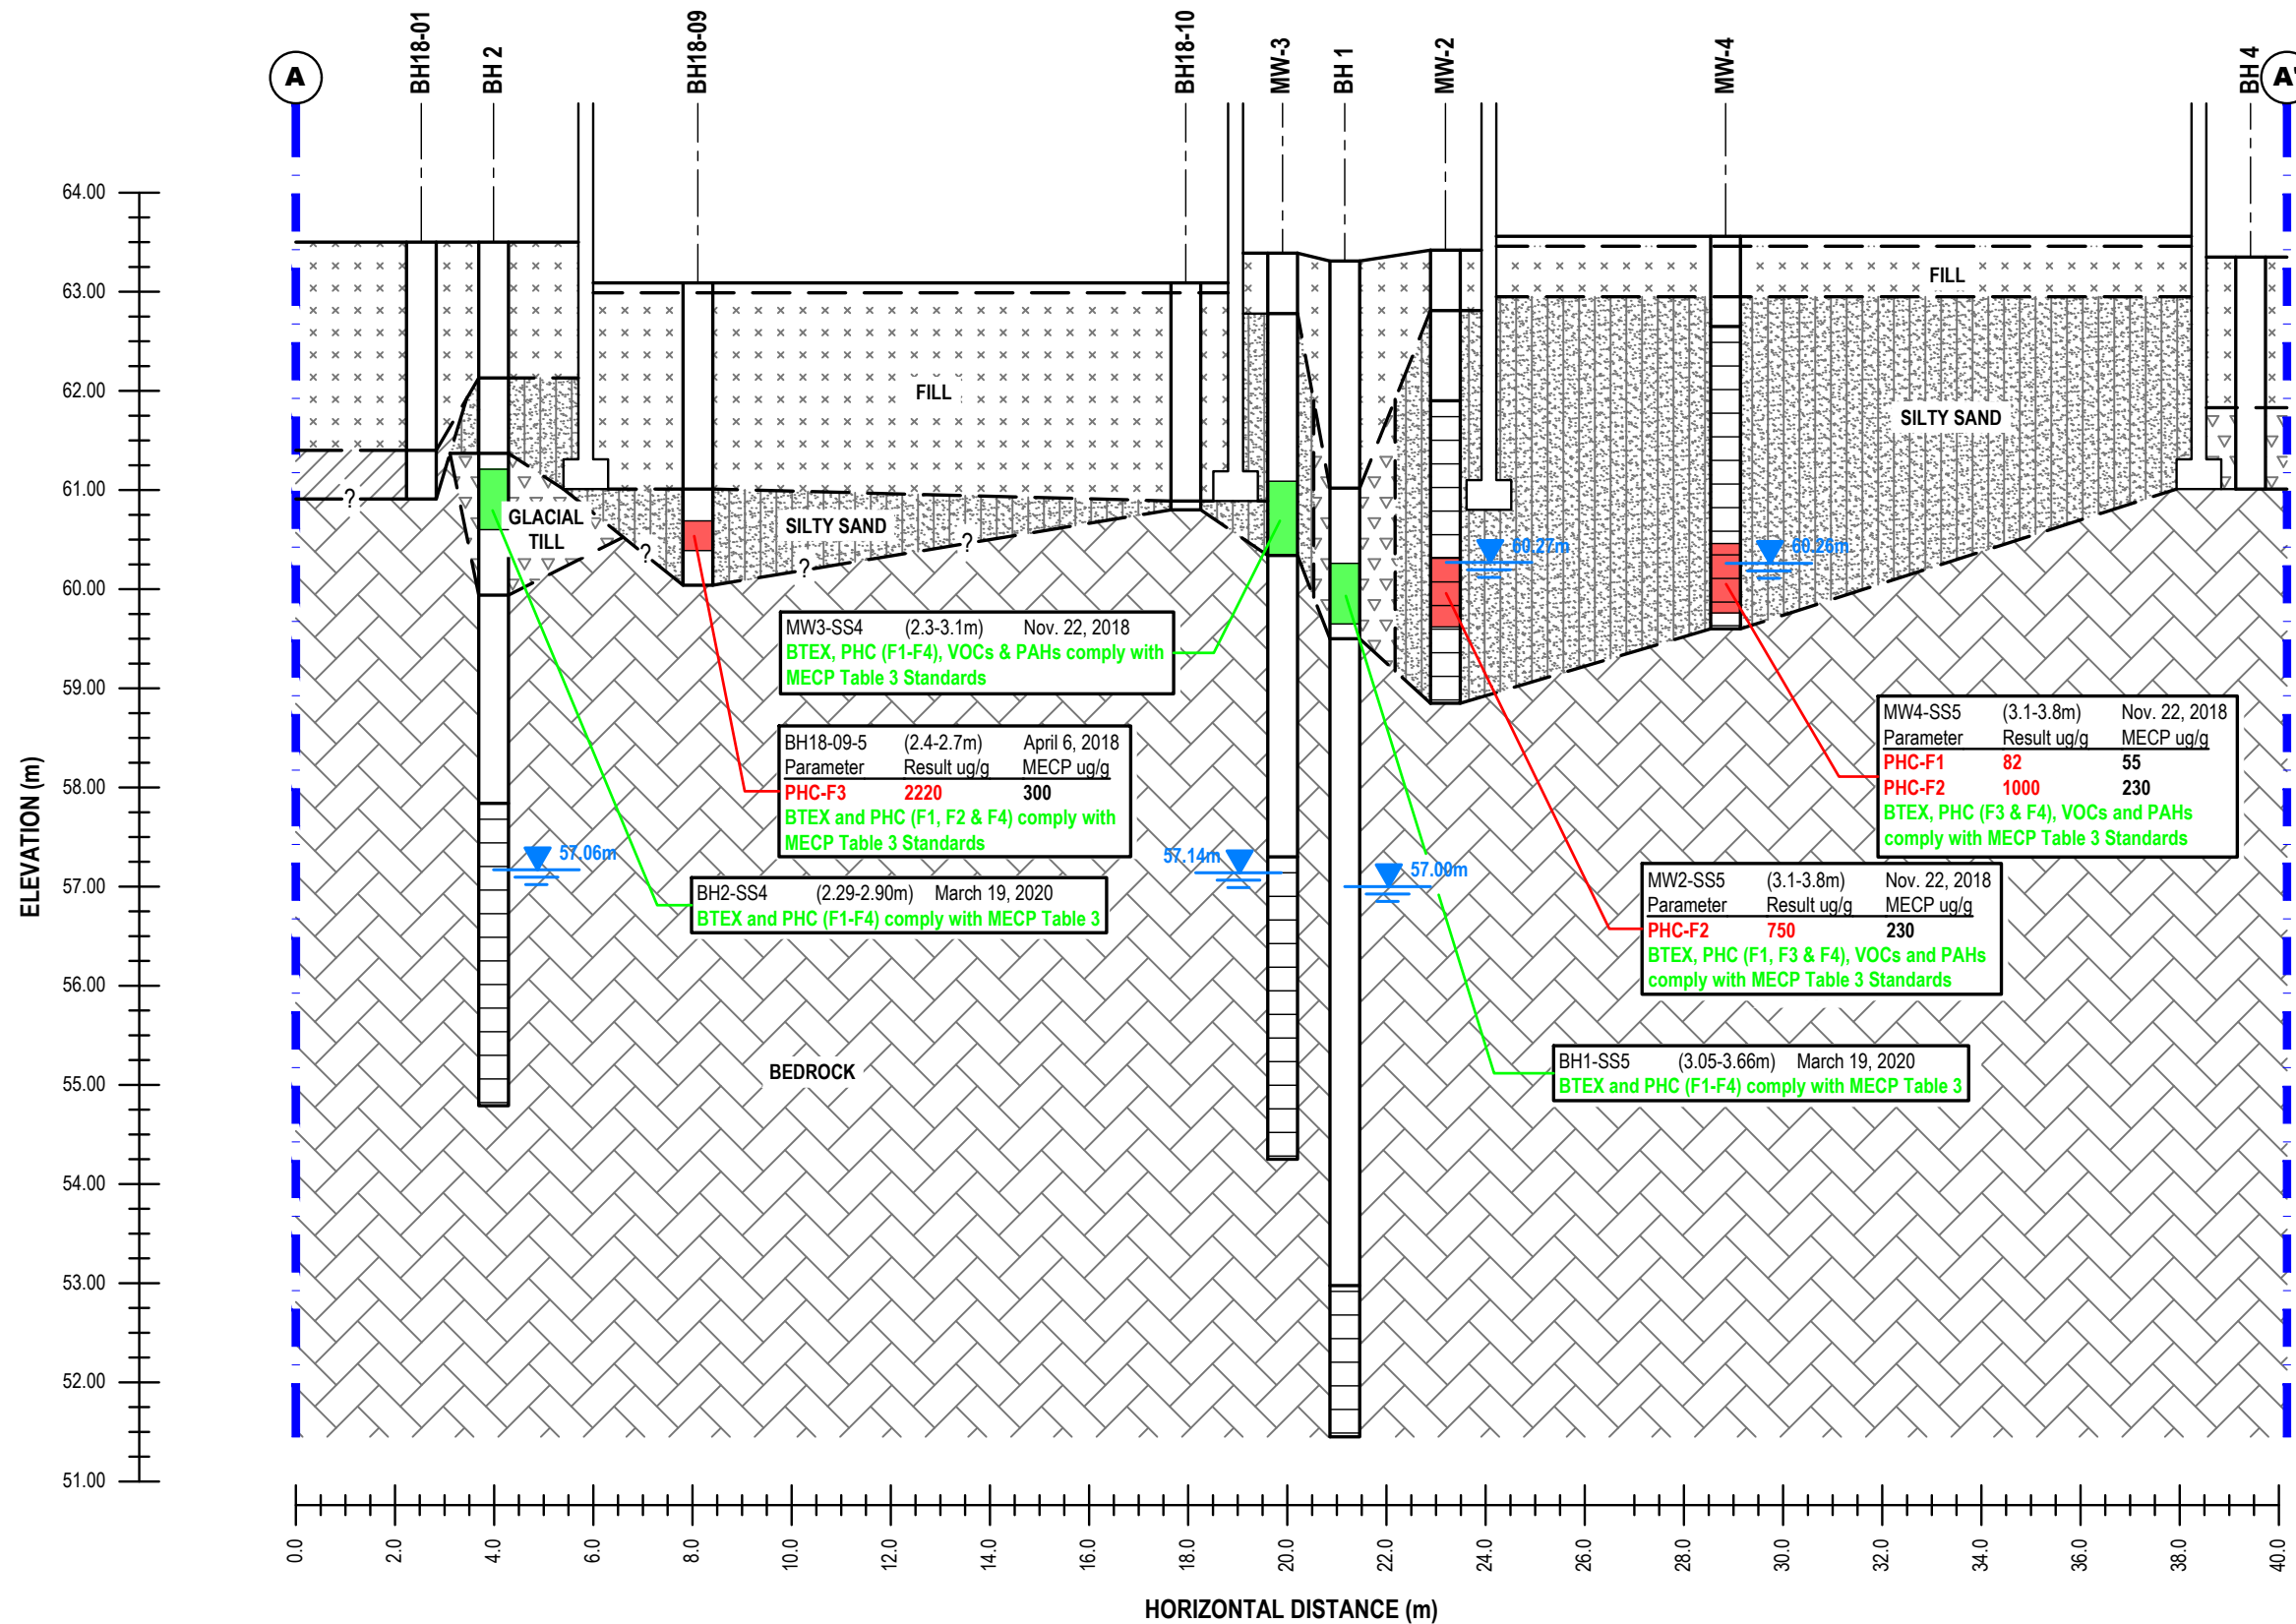 A
BH18-01
BH 2
BH18-09
BH18-10
MW-3
BH 1
MW-2
MW-4
BH 4
A'
64.00
63.00
62.00
61.00
60.00
59.00
58.00
57.00
56.00
55.00
54.00
53.00
52.00
51.00
ELEVATION (m)
FILL
FILL
SILTY SAND
GLACIAL
TILL
SILTY SAND
?
?
?
?
60.27m
60.26m
MW3-SS4 (2.3-3.1m) Nov. 22, 2018
BTEX, PHC (F1-F4), VOCs & PAHs comply with
MECP Table 3 Standards
BH18-09-5 (2.4-2.7m) April 6, 2018
Parameter Result ug/g MECP ug/g
PHC-F3 2220 300
BTEX and PHC (F1, F2 & F4) comply with
MECP Table 3 Standards
MW4-SS5 (3.1-3.8m) Nov. 22, 2018
Parameter Result ug/g MECP ug/g
PHC-F1 82 55
PHC-F2 1000 230
BTEX, PHC (F3 & F4), VOCs and PAHs
comply with MECP Table 3 Standards
57.06m
57.14m
57.00m
BH2-SS4 (2.29-2.90m) March 19, 2020
BTEX and PHC (F1-F4) comply with MECP Table 3
MW2-SS5 (3.1-3.8m) Nov. 22, 2018
Parameter Result ug/g MECP ug/g
PHC-F2 750 230
BTEX, PHC (F1, F3 & F4), VOCs and PAHs
comply with MECP Table 3 Standards
BH1-SS5 (3.05-3.66m) March 19, 2020
BTEX and PHC (F1-F4) comply with MECP Table 3
BEDROCK
0.0
2.0
4.0
6.0
8.0
10.0
12.0
14.0
16.0
18.0
20.0
22.0
24.0
26.0
28.0
30.0
32.0
34.0
36.0
38.0
40.0
HORIZONTAL DISTANCE (m)